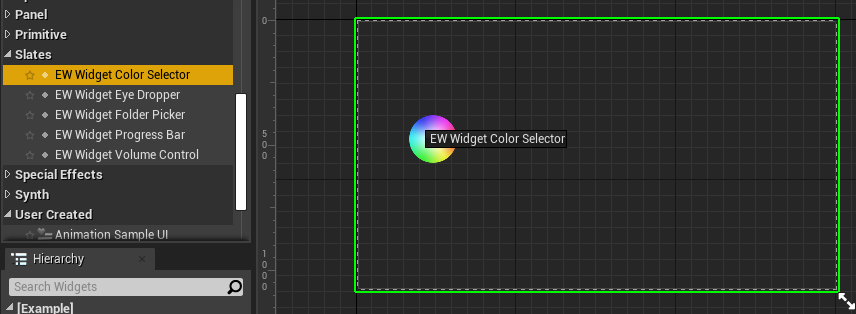 Panel
Primitive
Slates
EW Widget Color Selector
EW Widget Eye Dropper
EW Widget Folder Picker
EW Widget Progress Bar
EW Widget Volume Control
Special Effects
Synth
User Created
Animation Sample UI
Hierarchy
Search Widgets
[Example]
0
500
1000
EW Widget Color Selector